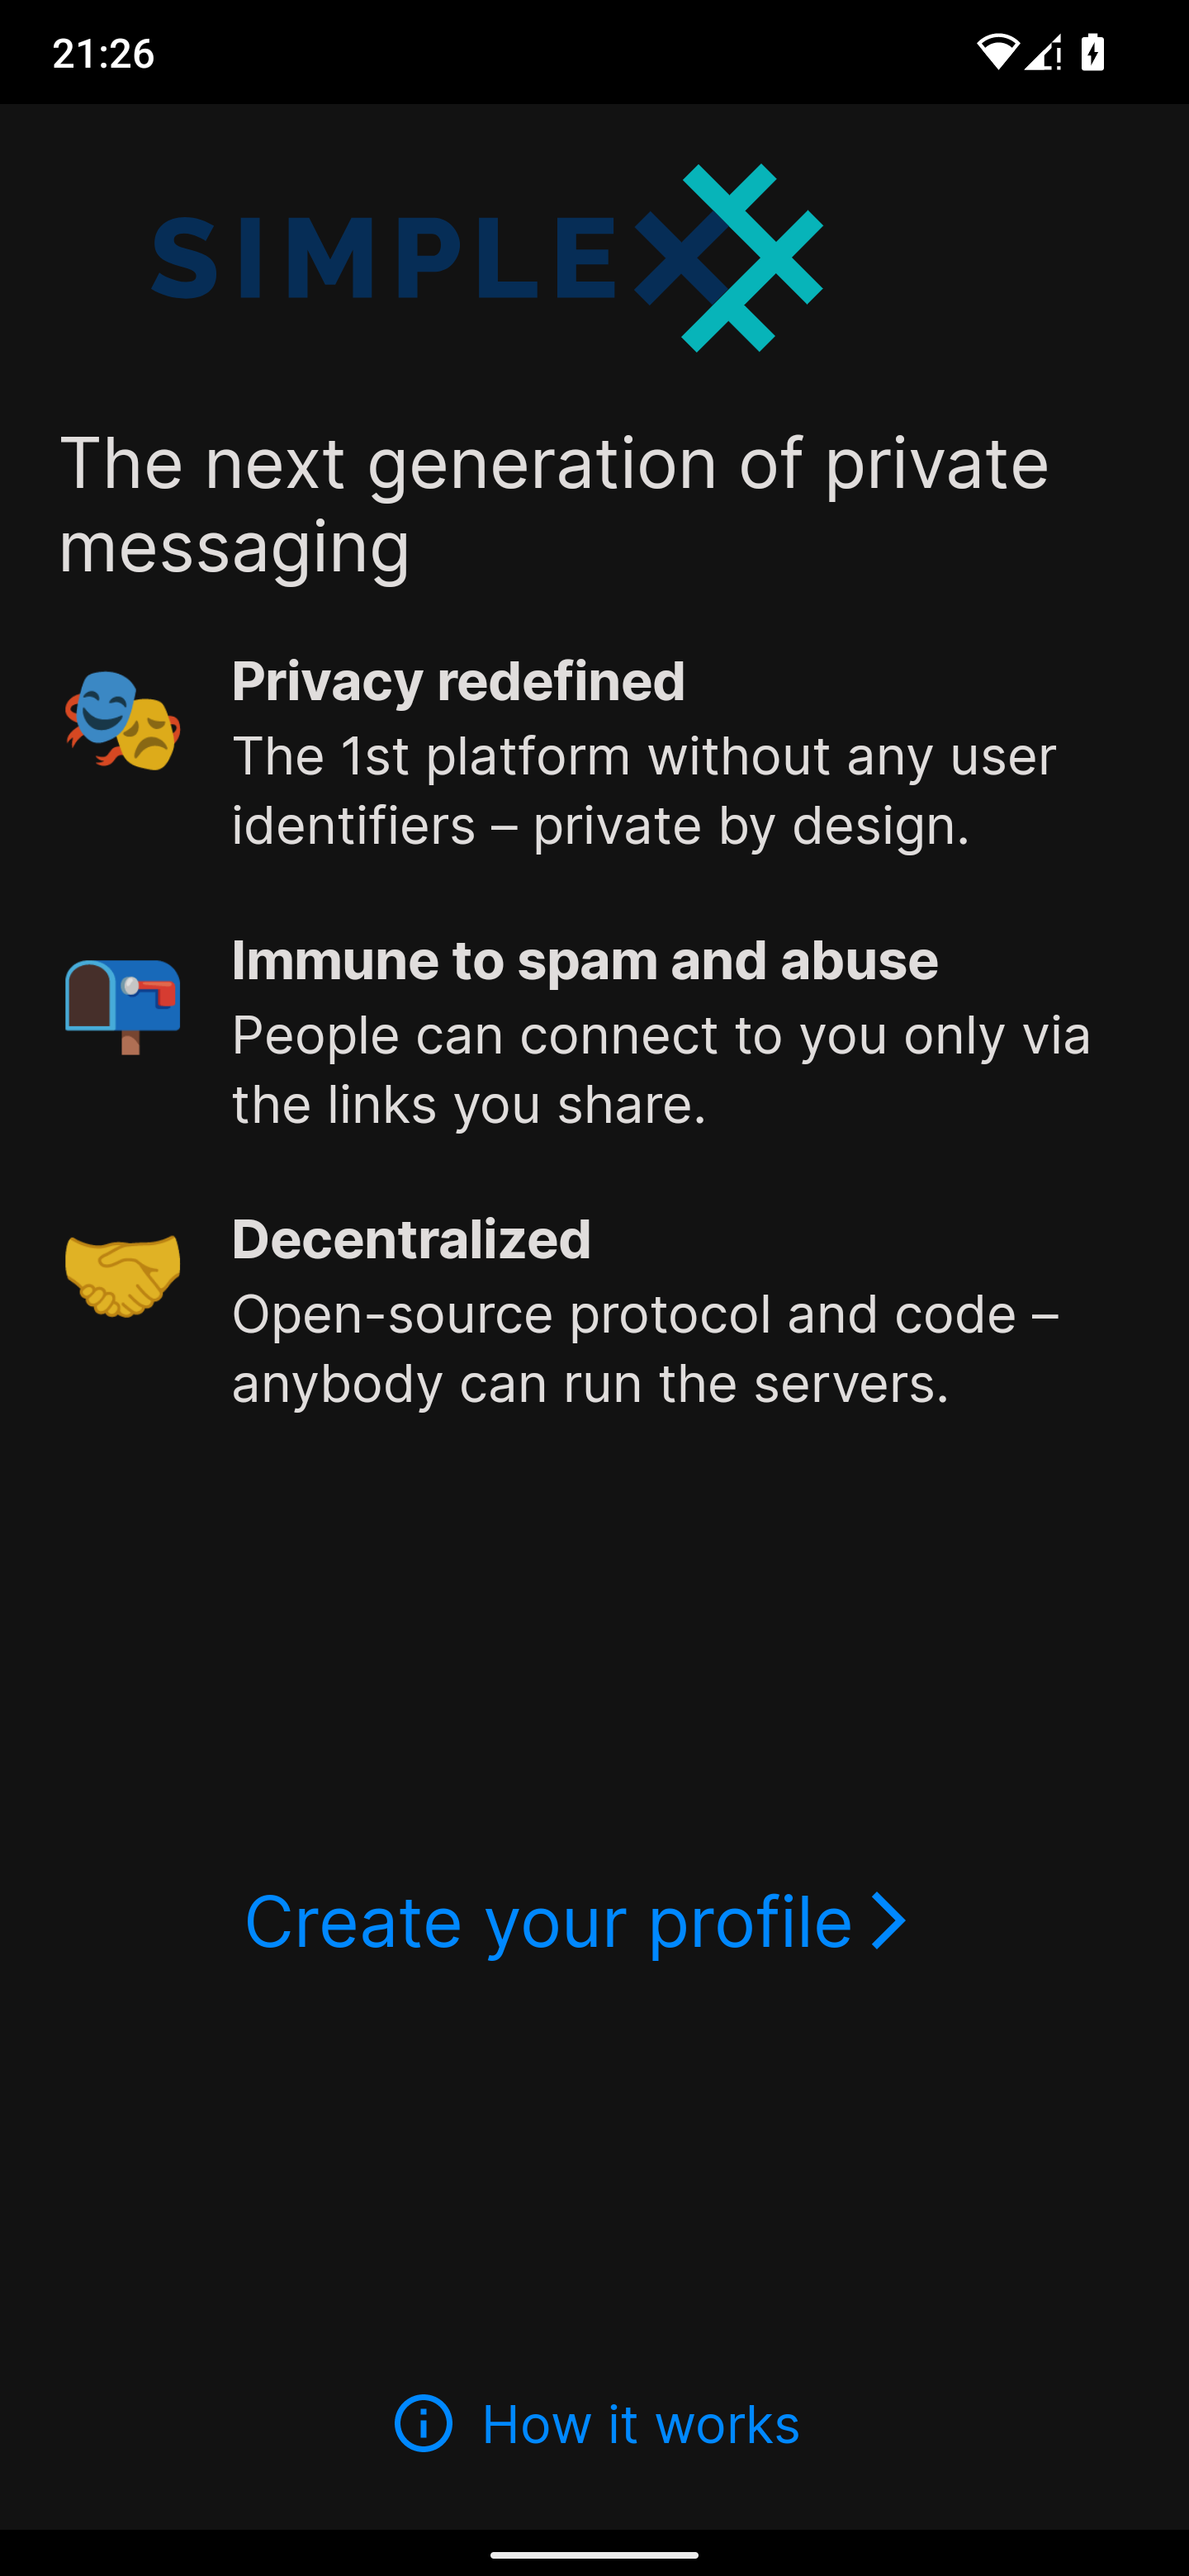 21:26
SIMPLEX
The next generation of private
messaging
Privacy redefined
The 1st platform without any user
identifiers – private by design.
Immune to spam and abuse
People can connect to you only via
the links you share.
Decentralized
Open-source protocol and code –
anybody can run the servers.
Create your profile
How it works